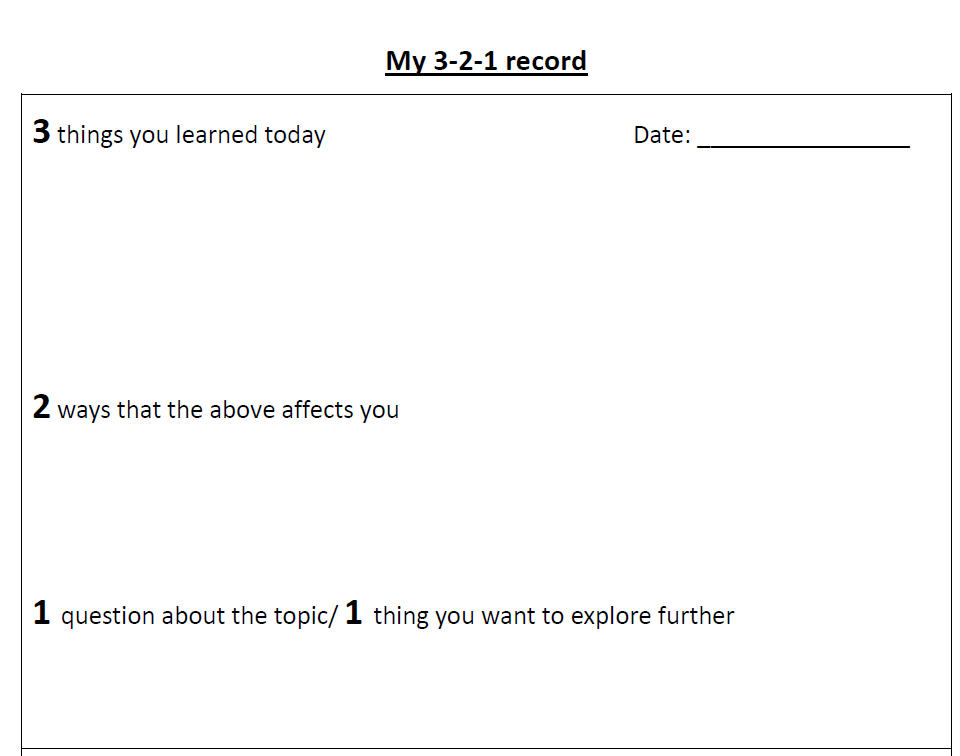 My 3-2-1 record
3 things you learned today Date: _________________
2 ways that the above affects you
1 question about the topic/ 1 thing you want to explore further